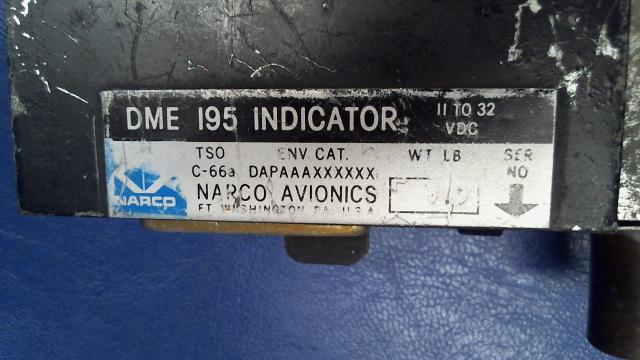 DME 195 INDICATOR 11 TO 32 VDC
TSO ENV. CAT. WT LB SER NO
C-66a DAPAAAXXXXXX
NARCO NARCO AVIONICS
FT. WASHINGTON PA. U.S.A.